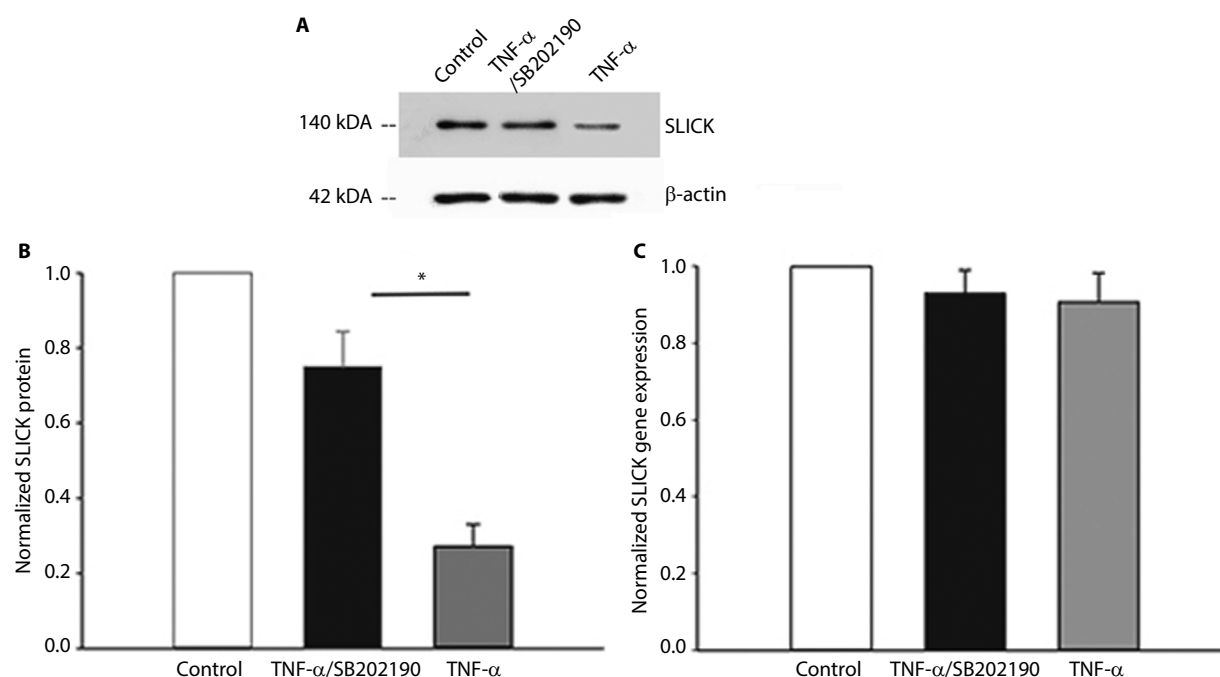 A
Control
TNF-α
/SB202190
TNF-α
140 kDA --
SLICK
42 kDA --
β-actin
B
Normalized SLICK protein
1.0
0.8
0.6
0.4
0.2
0.0
*
Control
TNF-α/SB202190
TNF-α
C
Normalized SLICK gene expression
1.0
0.8
0.6
0.4
0.2
0.0
Control
TNF-α/SB202190
TNF-α